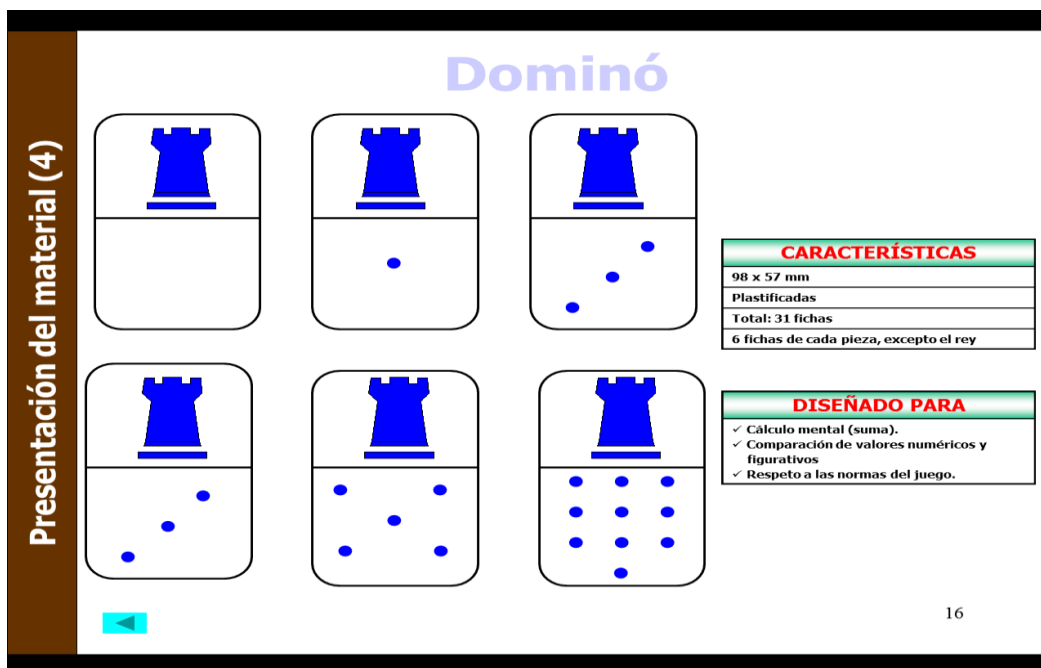 Dominó
Presentación del material (4)
CARACTERÍSTICAS
98 x 57 mm
Plastificadas
Total: 31 fichas
6 fichas de cada pieza, excepto el rey
DISEÑADO PARA
✓ Cálculo mental (suma).
✓ Comparación de valores numéricos y
figurativos
✓ Respeto a las normas del juego.
16